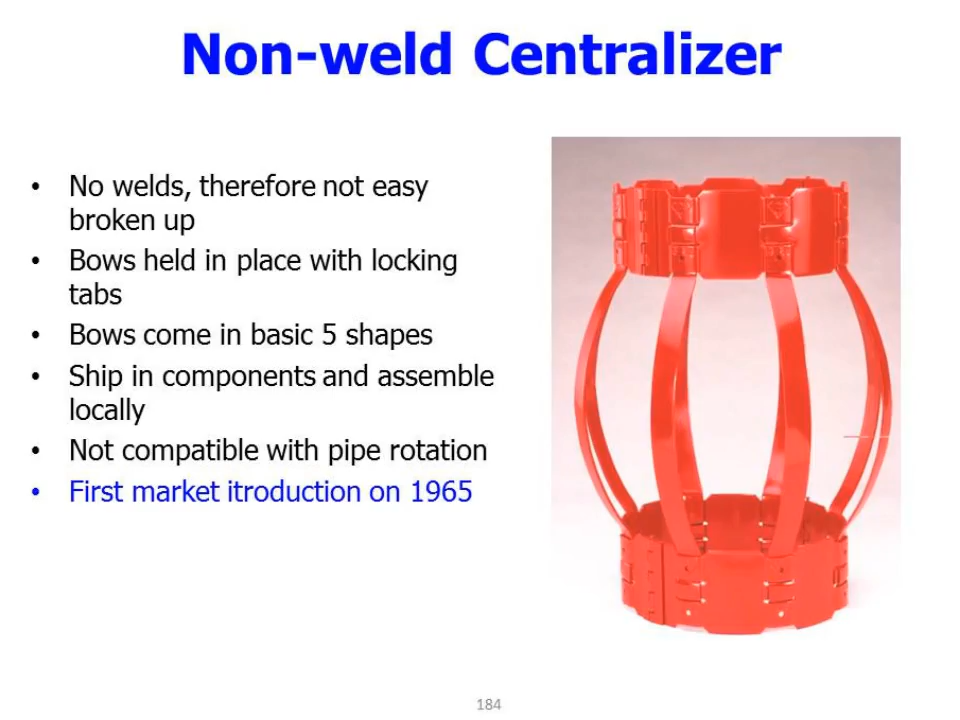 Non-weld Centralizer
• No welds, therefore not easy
broken up
• Bows held in place with locking
tabs
• Bows come in basic 5 shapes
• Ship in components and assemble
locally
• Not compatible with pipe rotation
• First market itroduction on 1965
184